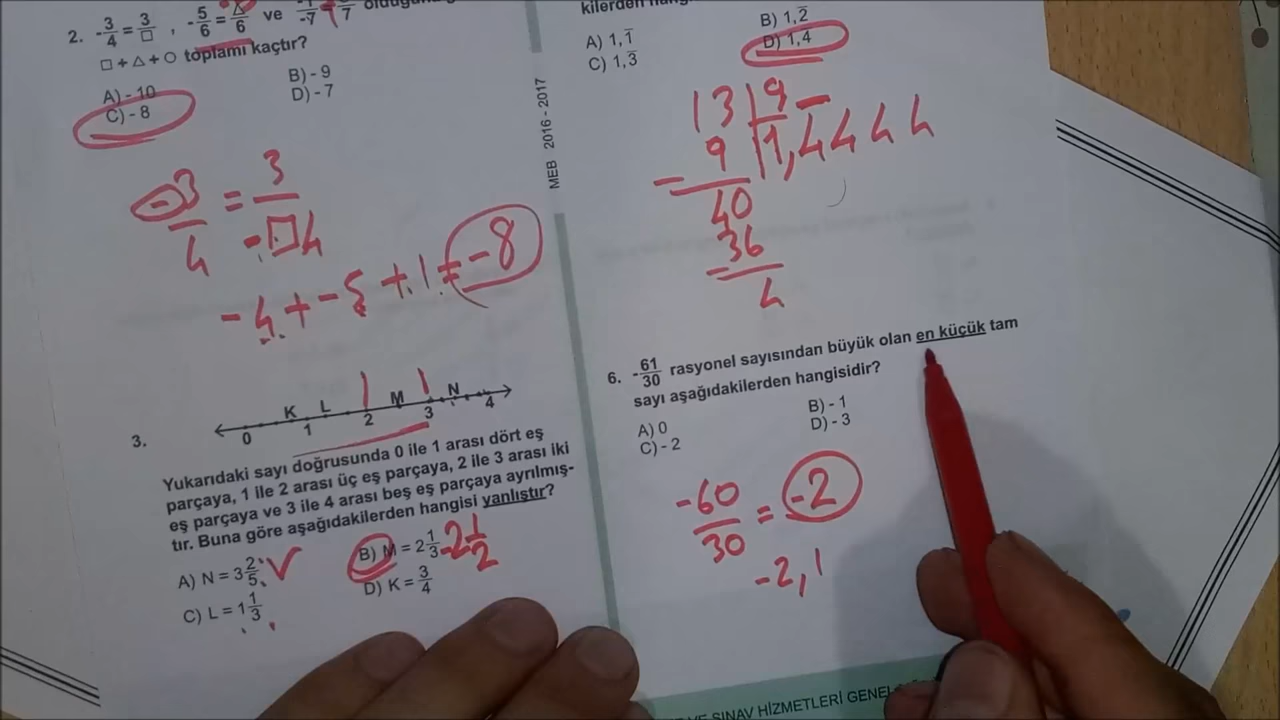 2. -3/4 = 3/□ , -5/6 = △/6 ve
□ + △ + ○ toplamı kaçtır?
A) - 10
B) - 9
C) - 8
D) - 7
-3/4 = 3/-□4
-4 + -5 + 1 = -8
K L M N
0 1 2 3 4
3.
Yukarıdaki sayı doğrusunda 0 ile 1 arası dört eş
parçaya, 1 ile 2 arası üç eş parçaya, 2 ile 3 arası iki
eş parçaya ve 3 ile 4 arası beş eş parçaya ayrılmış-
tır. Buna göre aşağıdakilerden hangisi yanlıştır?
A) N = 3 2/5
B) M = 2 1/3
2 1/2
C) L = 1 1/3
D) K = 3/4
MEB 2016 - 2017
A) 1,1̅
B) 1,2̅
C) 1,3̅
D) 1,4
13 9
9 1,4444
40
36
4
6. -61/30 rasyonel sayısından büyük olan en küçük tam
sayı aşağıdakilerden hangisidir?
A) 0
B) - 1
C) - 2
D) - 3
-60/30 = -2
-2,1
SINAV HİZMETLERİ GENEL